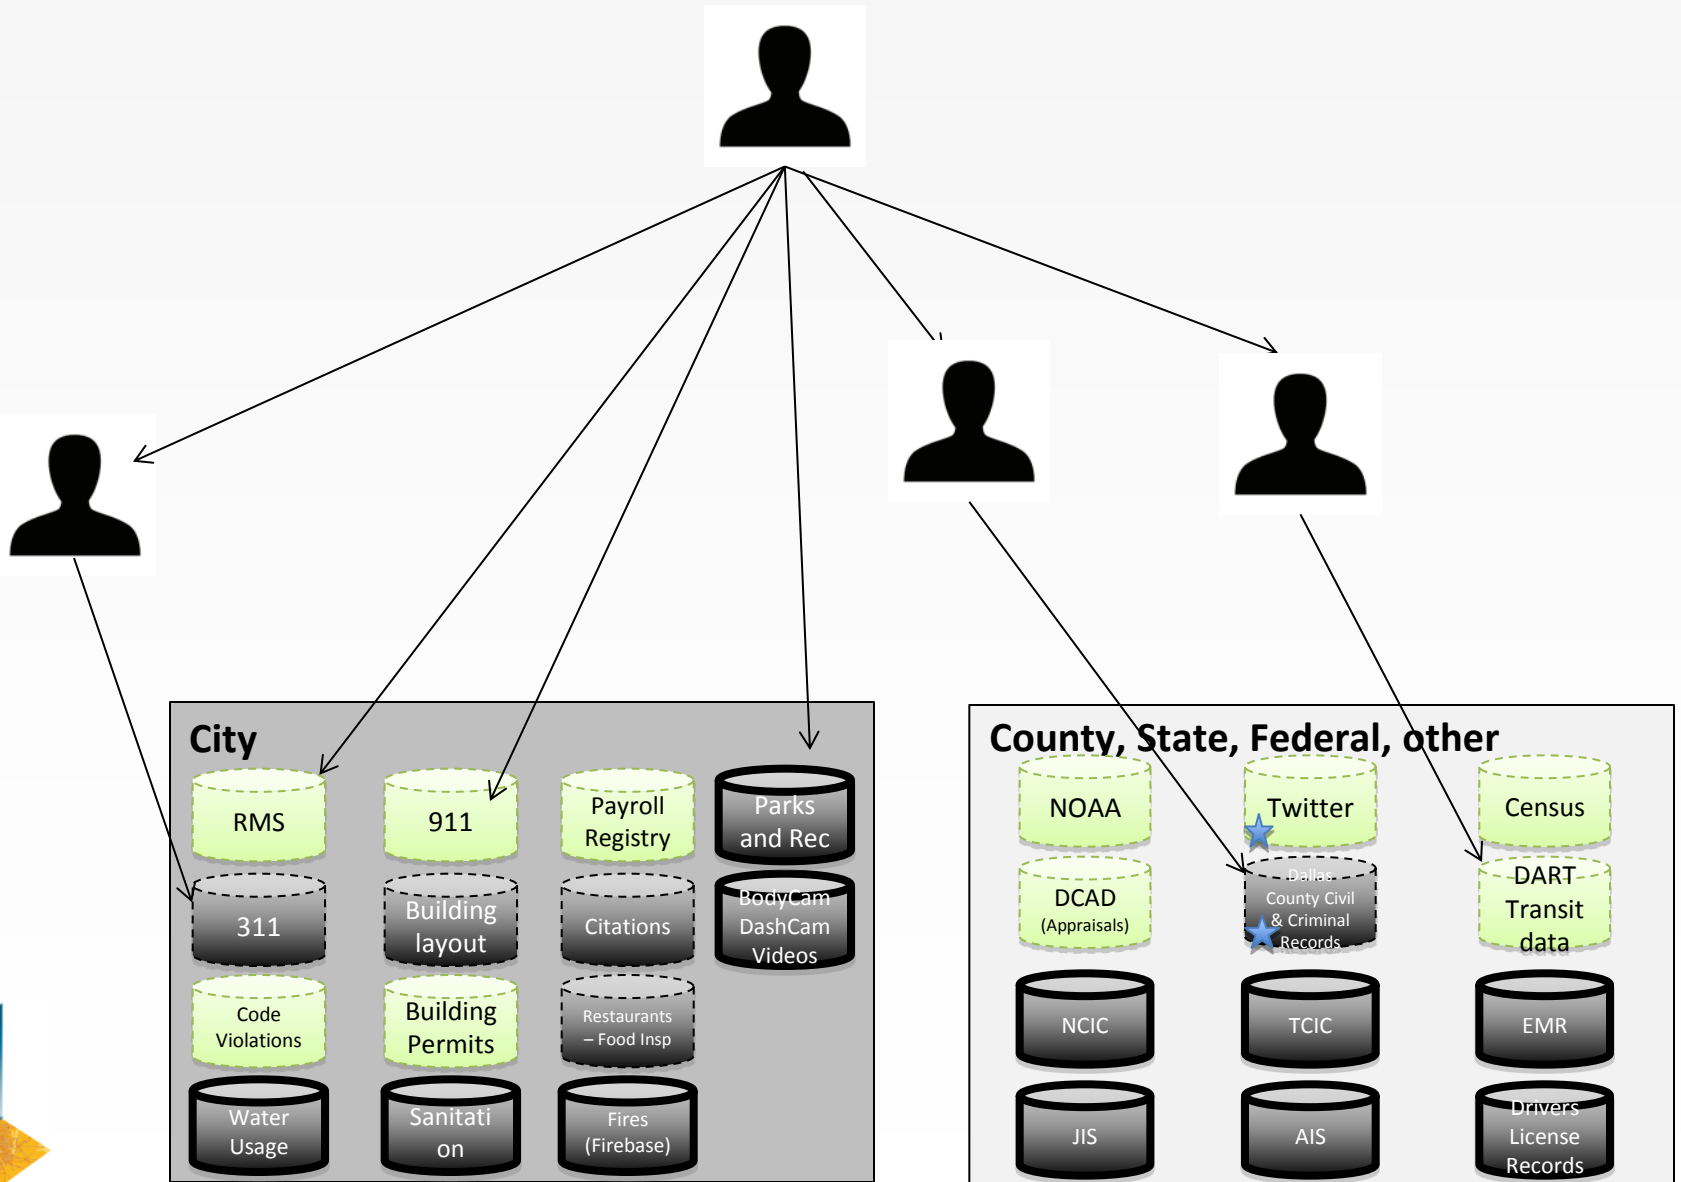 City
RMS
911
Payroll
Registry
Parks
and Rec
311
Building
layout
Citations
BodyCam
DashCam
Videos
Code
Violations
Building
Permits
Restaurants
– Food Insp
Water
Usage
Sanitati
on
Fires
(Firebase)
County, State, Federal, other
NOAA
Twitter
Census
DCAD
(Appraisals)
Dallas
County Civil
& Criminal
Records
DART
Transit
data
NCIC
TCIC
EMR
JIS
AIS
Drivers
License
Records